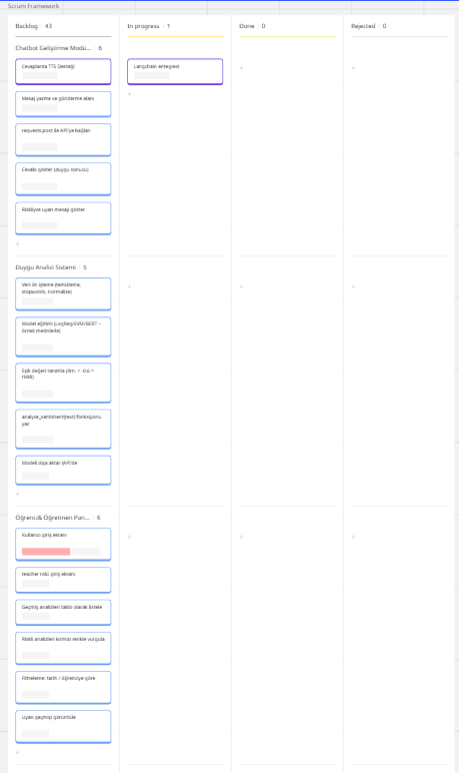 Scrum Framework
Backlog 43
In progress 1
Done 0
Rejected 0
Chatbot Geliştirme Modü... 6
Cevaplarda TTS Desteği
Langchain entegresi
Mesaj yazma ve gönderme alanı
requests.post ile API'ye bağlan
Cevabı göster (duygu sonucu)
Riskliyse uyarı mesajı göster
Duygu Analizi Sistemi 5
Veri ön işleme (temizleme,
stopwords, normalize)
Model eğitimi (LogReg/SVM/BERT –
örnek metinlerle)
Eşik değeri tanımla (örn.
riskli)
analyze_sentiment(text) fonksiyonu
yaz
Modeli dışa aktar (API'de
Öğrenci& Öğretmen Pan... 6
Kullanıcı giriş ekranı
teacher rolü giriş ekranı
Geçmiş analizleri tablo olarak listele
Riskli analizleri kırmızı renkle vurgula
Filtreleme: tarih / öğrenciye göre
Uyarı geçmişi görüntüle